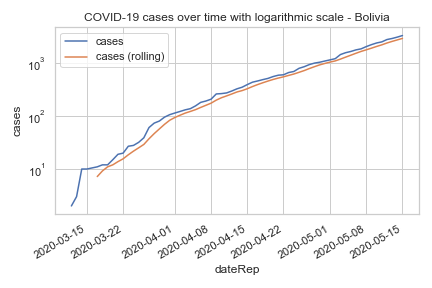 COVID-19 cases over time with logarithmic scale - Bolivia
cases
cases (rolling)
10³
10²
10¹
cases
2020-03-15
2020-03-22
2020-04-01
2020-04-08
2020-04-15
2020-04-22
2020-05-01
2020-05-08
2020-05-15
dateRep